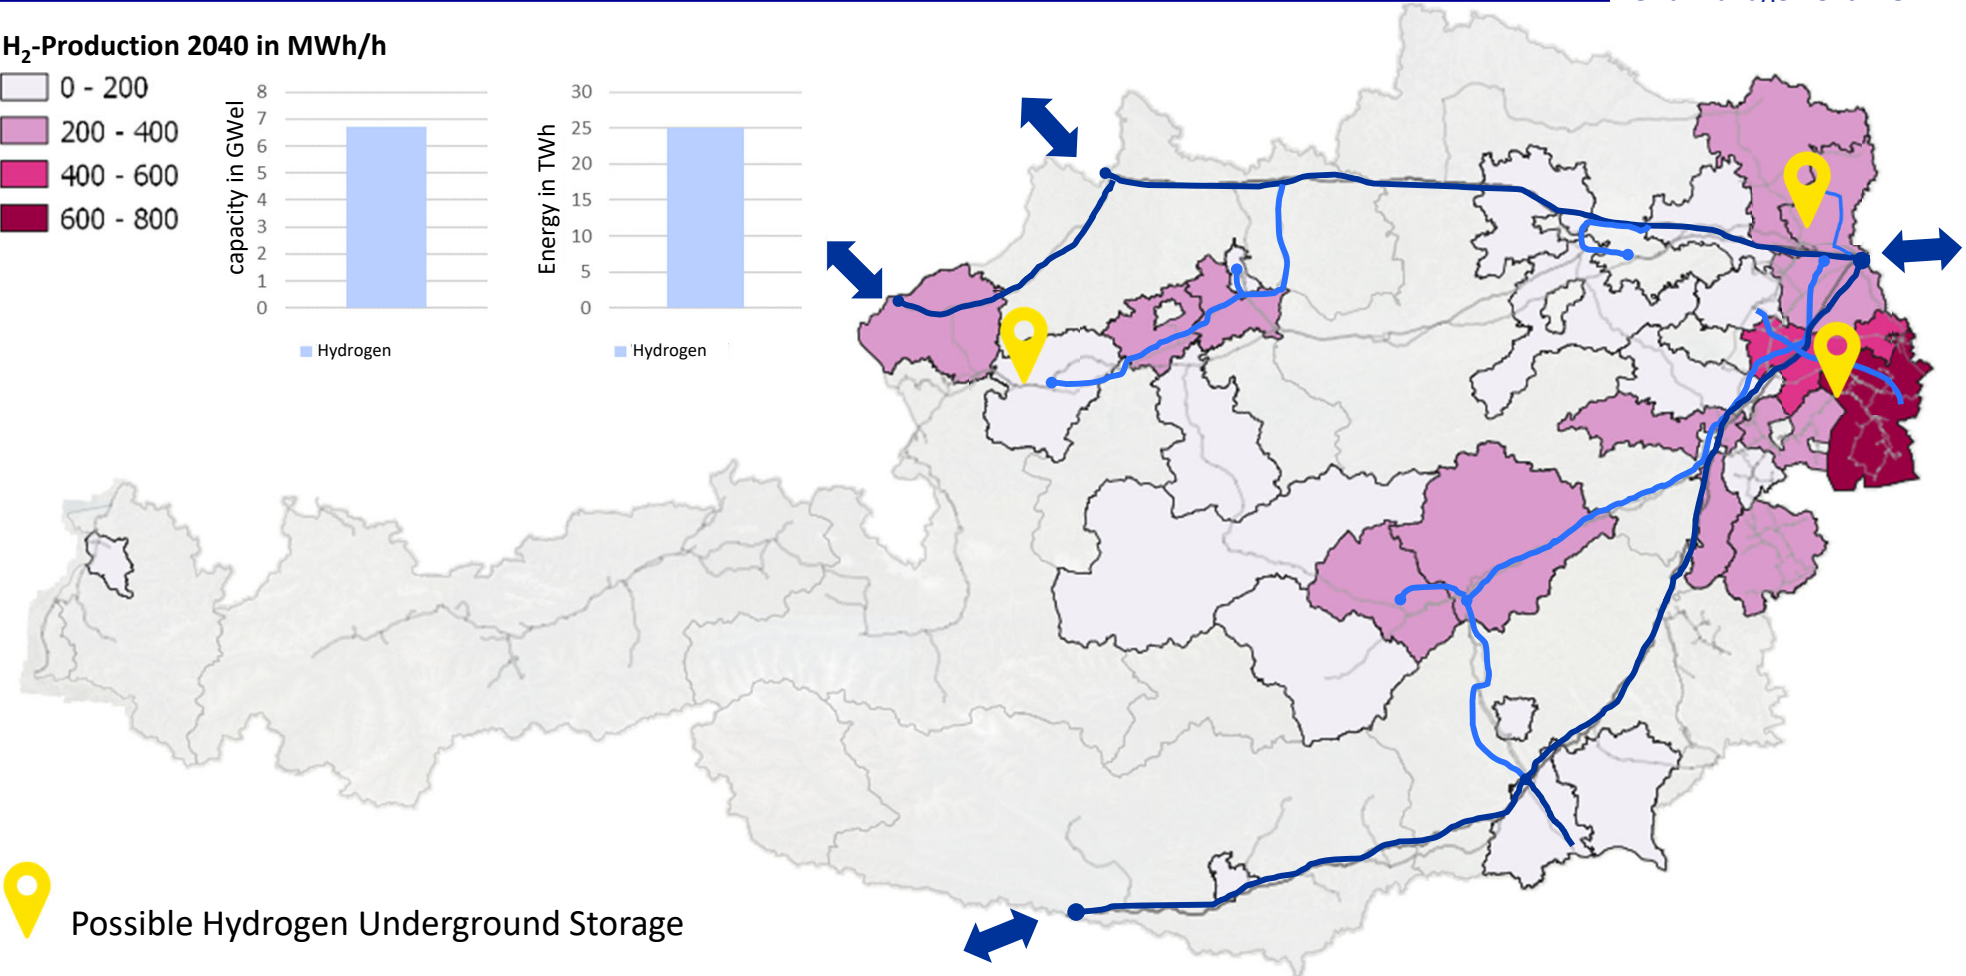 H₂-Production 2040 in MWh/h
0 - 200
200 - 400
400 - 600
600 - 800
capacity in GWel
8
7
6
5
4
3
2
1
0
Hydrogen
Energy in TWh
30
25
20
15
10
5
0
Hydrogen
Possible Hydrogen Underground Storage